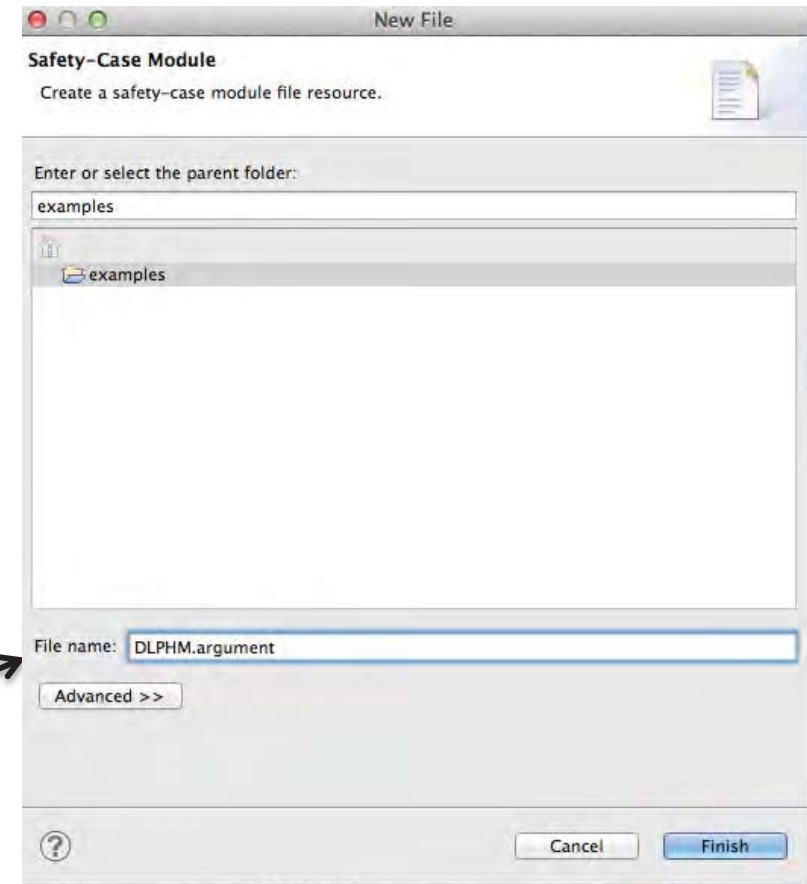 New File
Safety-Case Module
Create a safety-case module file resource.
Enter or select the parent folder:
examples
examples
File name: DLPHM.argument
Advanced >>
?
Cancel
Finish